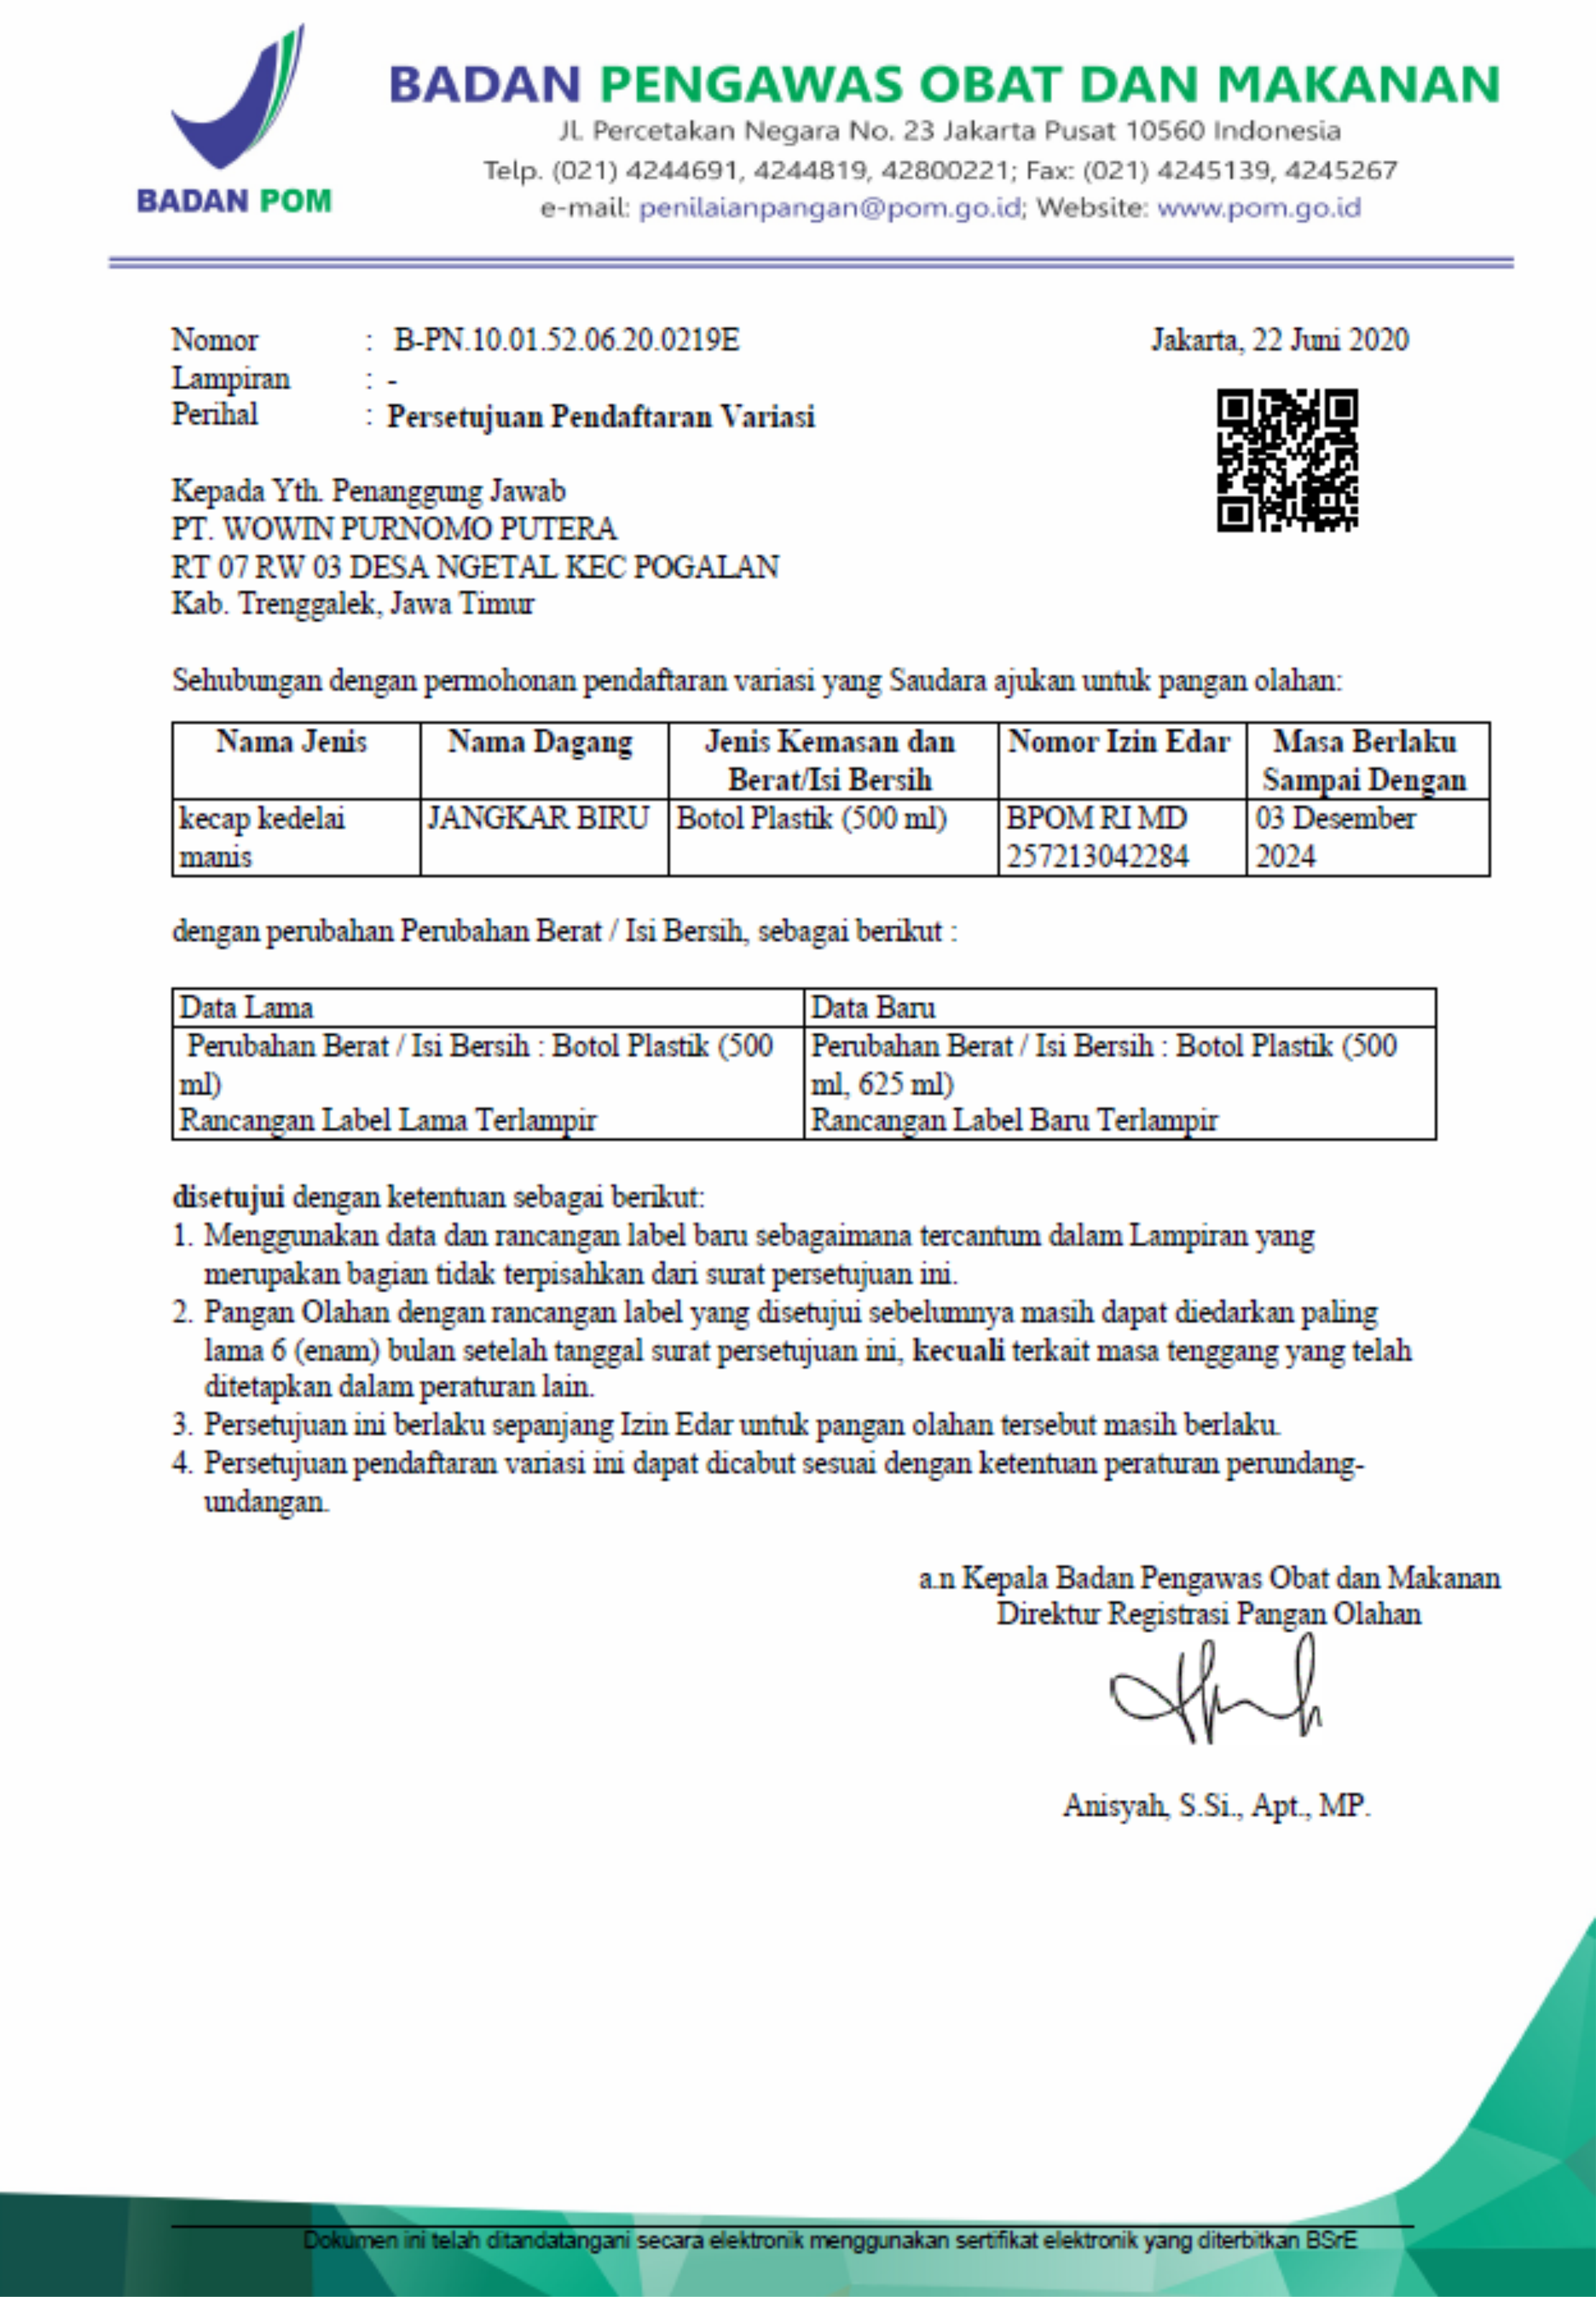 BADAN PENGAWAS OBAT DAN MAKANAN
Jl. Percetakan Negara No. 23 Jakarta Pusat 10560 Indonesia
Telp. (021) 4244691, 4244819, 42800221; Fax: (021) 4245139, 4245267
BADAN POM
e-mail: penilaianpangan@pom.go.id; Website: www.pom.go.id
Nomor : B-PN.10.01.52.06.20.0219E
Jakarta, 22 Juni 2020
Lampiran : -
Perihal : Persetujuan Pendaftaran Variasi
Kepada Yth. Penanggung Jawab
PT. WOWIN PURNOMO PUTERA
RT 07 RW 03 DESA NGETAL KEC POGALAN
Kab. Trenggalek, Jawa Timur
Sehubungan dengan permohonan pendaftaran variasi yang Saudara ajukan untuk pangan olahan:
Nama Jenis
Nama Dagang
Jenis Kemasan dan
Berat/Isi Bersih
Nomor Izin Edar
Masa Berlaku
Sampai Dengan
kecap kedelai
manis
JANGKAR BIRU
Botol Plastik (500 ml)
BPOM RI MD
257213042284
03 Desember
2024
dengan perubahan Perubahan Berat / Isi Bersih, sebagai berikut :
Data Lama
Data Baru
Perubahan Berat / Isi Bersih : Botol Plastik (500
ml)
Rancangan Label Lama Terlampir
Perubahan Berat / Isi Bersih : Botol Plastik (500
ml, 625 ml)
Rancangan Label Baru Terlampir
disetujui dengan ketentuan sebagai berikut:
1. Menggunakan data dan rancangan label baru sebagaimana tercantum dalam Lampiran yang
merupakan bagian tidak terpisahkan dari surat persetujuan ini.
2. Pangan Olahan dengan rancangan label yang disetujui sebelumnya masih dapat diedarkan paling
lama 6 (enam) bulan setelah tanggal surat persetujuan ini, kecuali terkait masa tenggang yang telah
ditetapkan dalam peraturan lain.
3. Persetujuan ini berlaku sepanjang Izin Edar untuk pangan olahan tersebut masih berlaku.
4. Persetujuan pendaftaran variasi ini dapat dicabut sesuai dengan ketentuan peraturan perundang-
undangan.
a.n Kepala Badan Pengawas Obat dan Makanan
Direktur Registrasi Pangan Olahan
Anisyah, S.Si., Apt., MP.
Dokumen ini telah ditandatangani secara elektronik menggunakan sertifikat elektronik yang diterbitkan BSrE